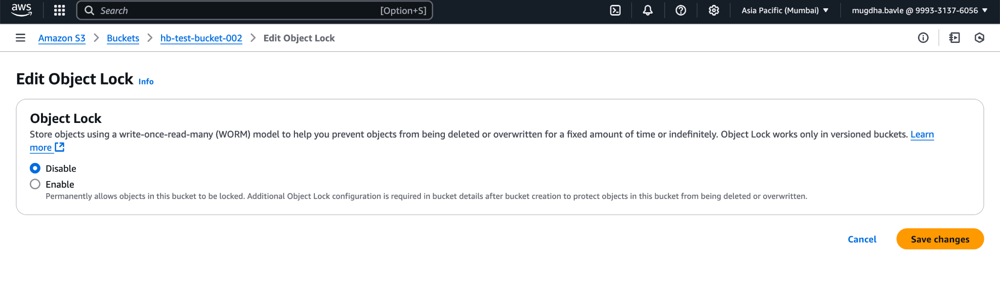 aws Search [Option+S] Asia Pacific (Mumbai) mugdha.bavle @ 9993-3137-6056
Amazon S3 Buckets hb-test-bucket-002 Edit Object Lock
Edit Object Lock Info
Object Lock
Store objects using a write-once-read-many (WORM) model to help you prevent objects from being deleted or overwritten for a fixed amount of time or indefinitely. Object Lock works only in versioned buckets. Learn
more
Disable
Enable
Permanently allows objects in this bucket to be locked. Additional Object Lock configuration is required in bucket details after bucket creation to protect objects in this bucket from being deleted or overwritten.
Cancel Save changes